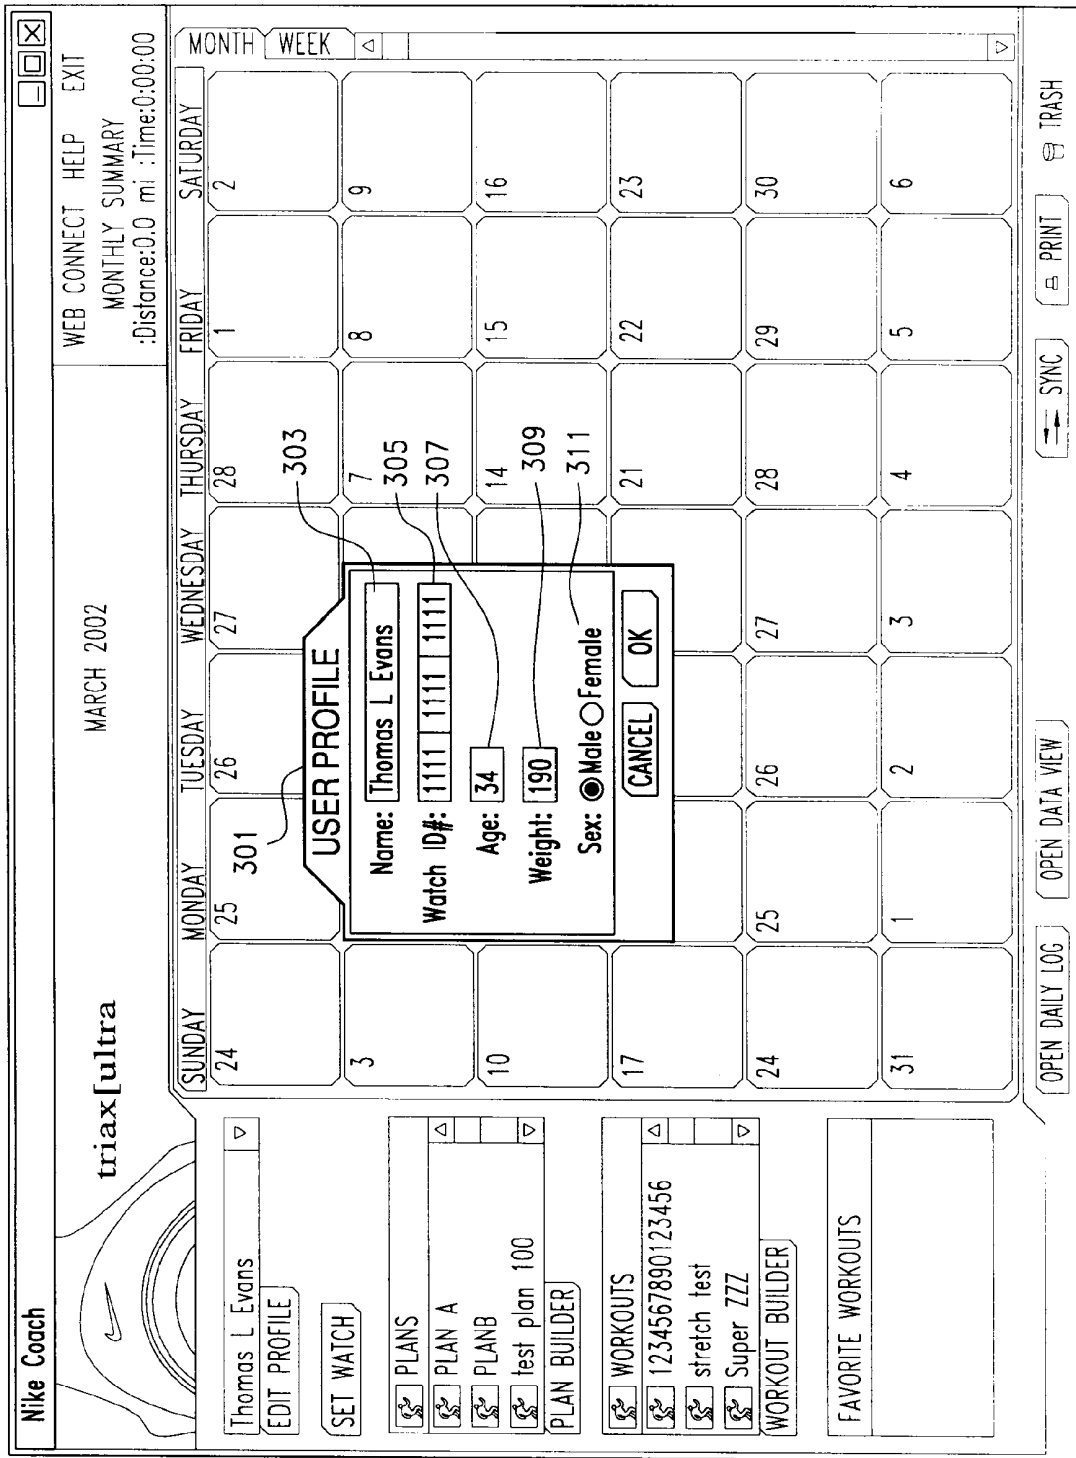 Nike Coach
WEB CONNECT HELP EXIT
triax[ultra
MARCH 2002
MONTHLY SUMMARY
:Distance:0.0 mi :Time:0:00:00
Thomas L Evans
EDIT PROFILE
SET WATCH
PLANS
PLAN A
PLANB
test plan 100
PLAN BUILDER
WORKOUTS
12345678901234​56
stretch test
Super ZZZ
WORKOUT BUILDER
FAVORITE WORKOUTS
SUNDAY MONDAY TUESDAY WEDNESDAY THURSDAY FRIDAY SATURDAY
MONTH WEEK
24 25 26 27 28 1 2
3 7 8 9
10 14 15 16
17 21 22 23
24 25 26 27 28 29 30
31 1 2 3 4 5 6
301
USER PROFILE
Name: Thomas L Evans
303
Watch ID#: 1111 1111 1111
305
Age: 34
307
Weight: 190
309
Sex: Male Female
311
CANCEL OK
OPEN DAILY LOG OPEN DATA VIEW SYNC PRINT TRASH